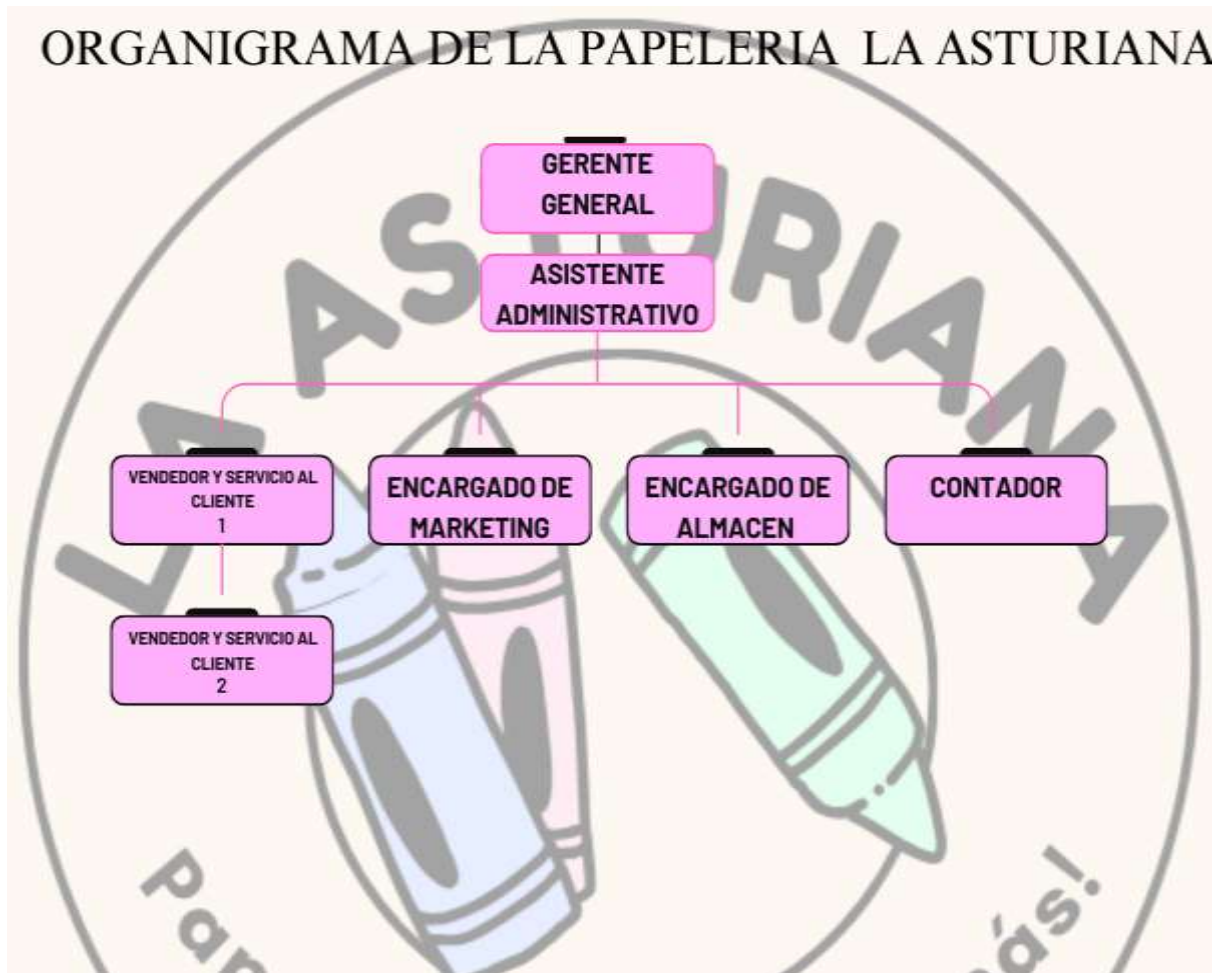 ORGANIGRAMA DE LA PAPELERIA LA ASTURIANA
LA ASTURIANA
GERENTE
GENERAL
ASISTENTE
ADMINISTRATIVO
VENDEDOR Y SERVICIO AL
CLIENTE
1
ENCARGADO DE
MARKETING
ENCARGADO DE
ALMACEN
CONTADOR
VENDEDOR Y SERVICIO AL
CLIENTE
2